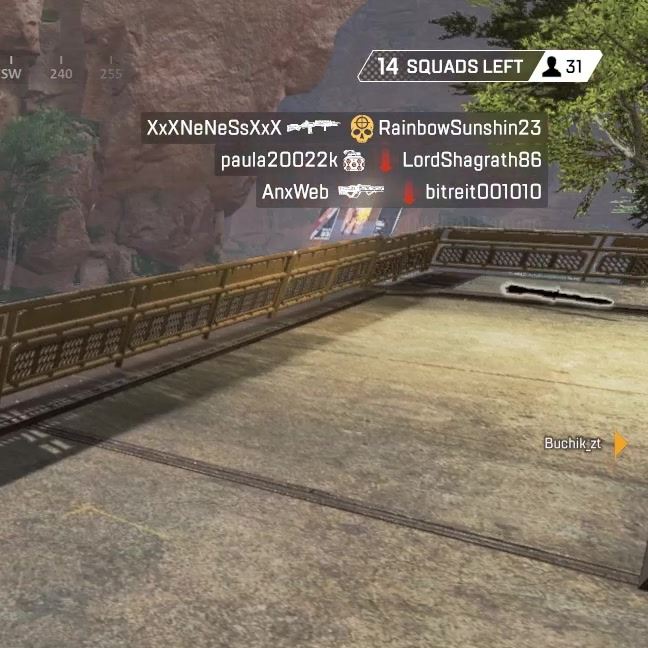 14 SQUADS LEFT 31
SW 240 255
XxXNeNeSsXxX RainbowSunshin23
paula20022k LordShagrath86
AnxWeb bitreit001010
Buchik_zt